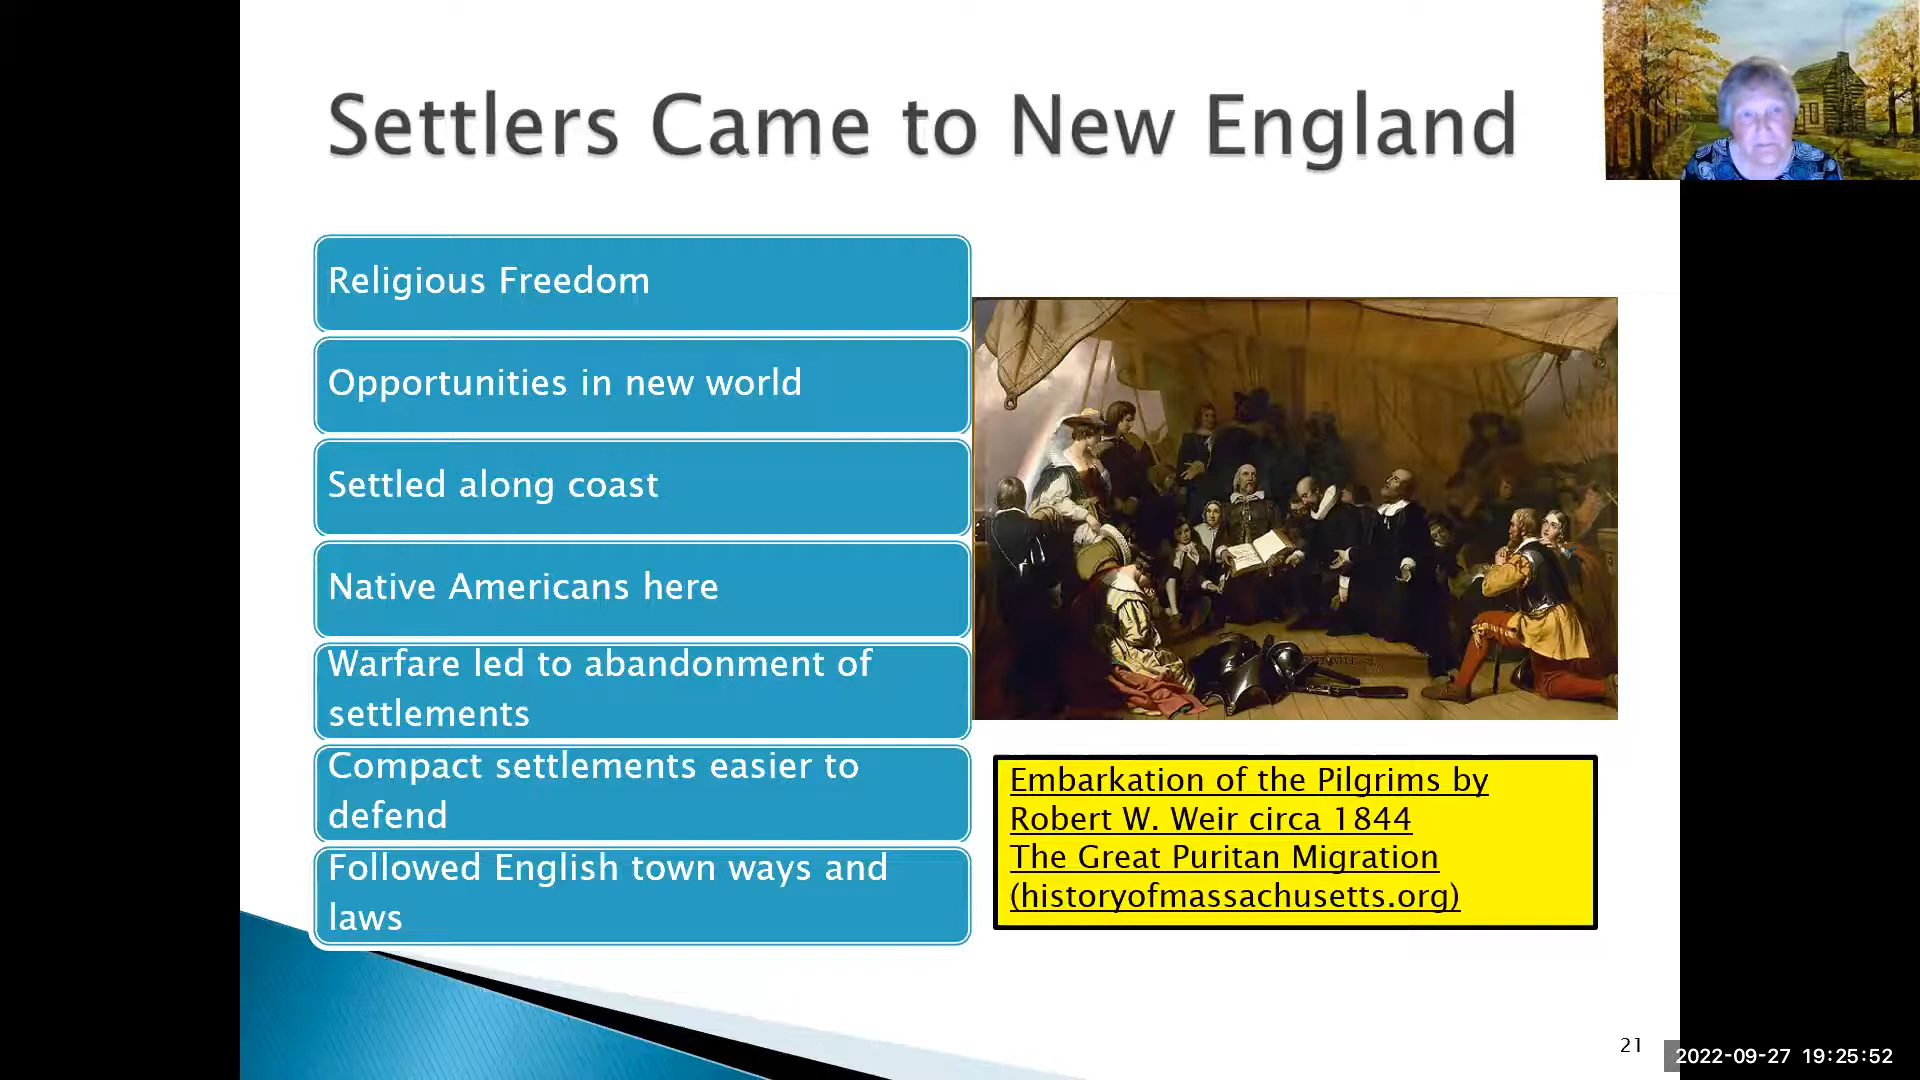 Settlers Came to New England
Religious Freedom
Opportunities in new world
Settled along coast
Native Americans here
Warfare led to abandonment of
settlements
Compact settlements easier to
defend
Followed English town ways and
laws
Embarkation of the Pilgrims by
Robert W. Weir circa 1844
The Great Puritan Migration
(historyofmassachusetts.org)
21
2022-09-27 19:25:52